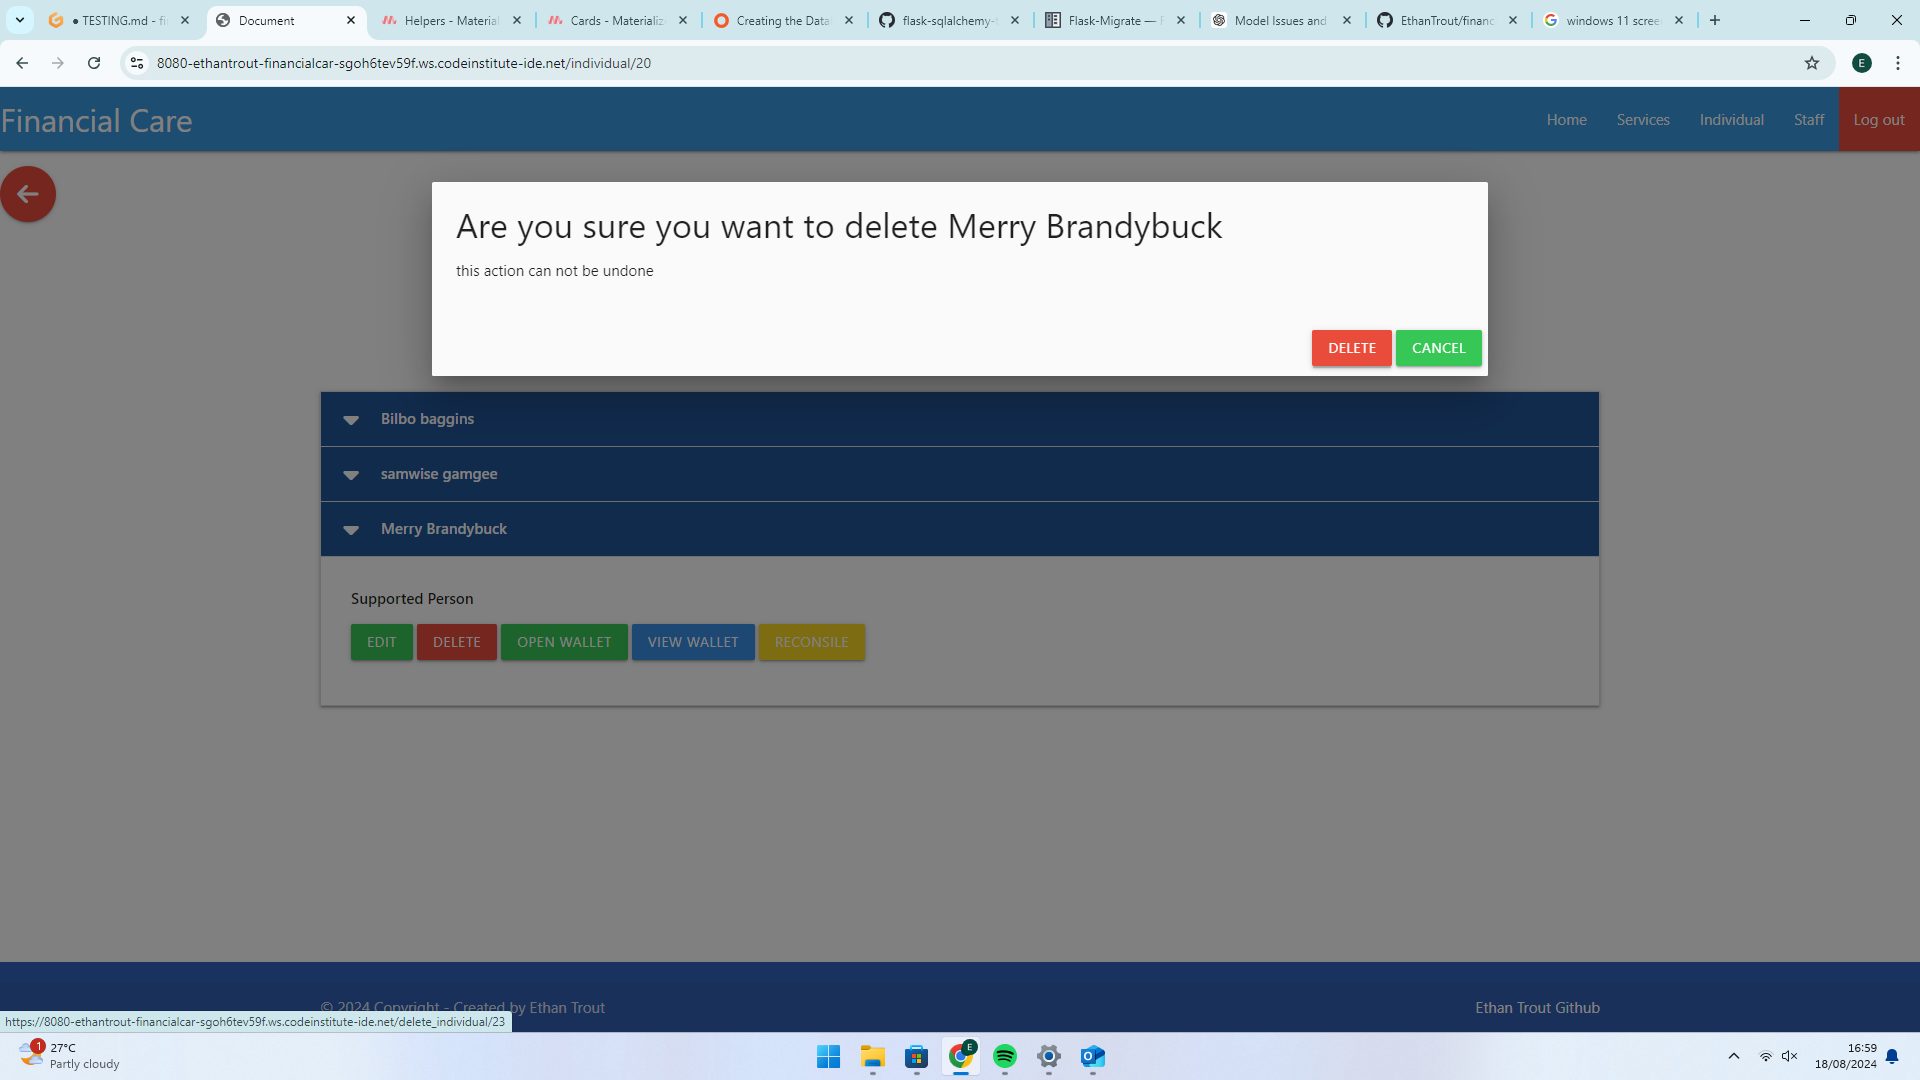 ● TESTING.md - fi
Document
Helpers - Material
Cards - Materialize
Creating the Data
flask-sqlalchemy-
Flask-Migrate —
Model Issues and
EthanTrout/financ
windows 11 scree
8080-ethantrout-financialcar-sgoh6tev59f.ws.codeinstitute-ide.net/individual/20
E
Financial Care
Home
Services
Individual
Staff
Log out
Are you sure you want to delete Merry Brandybuck
this action can not be undone
DELETE
CANCEL
Bilbo baggins
samwise gamgee
Merry Brandybuck
Supported Person
EDIT
DELETE
OPEN WALLET
VIEW WALLET
RECONSILE
© 2024 Copyright - Created by Ethan Trout
Ethan Trout Github
https://8080-ethantrout-financialcar-sgoh6tev59f.ws.codeinstitute-ide.net/delete_individual/23
1
27°C
Partly cloudy
E
16:59
18/08/2024